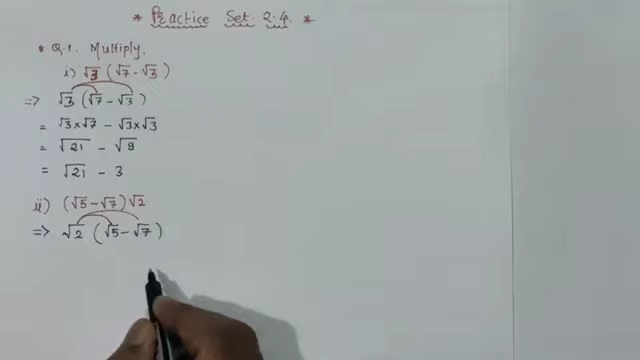 * Practice Set 2.4. *
* Q.1. Multiply.
i) √3 (√7 - √3)
=> √3 (√7 - √3)
= √3×√7 - √3×√3
= √21 - √9
= √21 - 3
ii) (√5 - √7)√2
=> √2 (√5 - √7)